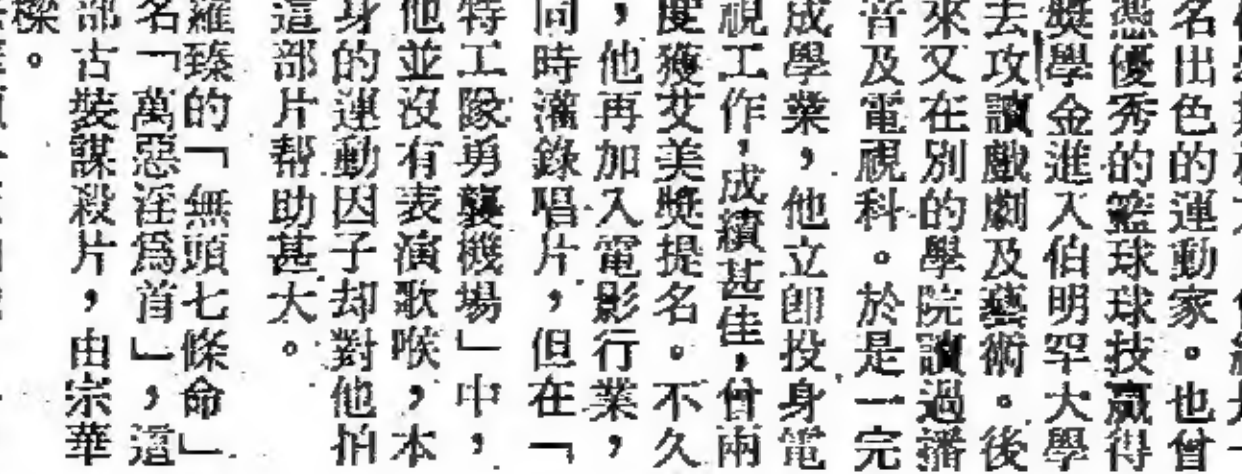 名出色的運動家。也曾
憑優秀的籃球球技贏得
獎學金進入伯明罕大學
去攻讀戲劇及藝術。後
來又在別的學院讀過播
音及電視科。於是一完
成學業，他立卽投身電
視工作，成績甚佳，曾兩
度獲艾美獎提名。不久
，他再加入電影行業，
同時灌錄唱片，但在「
特工隊勇襲機場」中，
他並沒有表演歌喉，本
身的運動因子却對他拍
這部片帮助甚大。
羅臻的「無頭七條命」
名「萬惡淫爲首」，這
部古裝謀殺片，由宗華
樑。